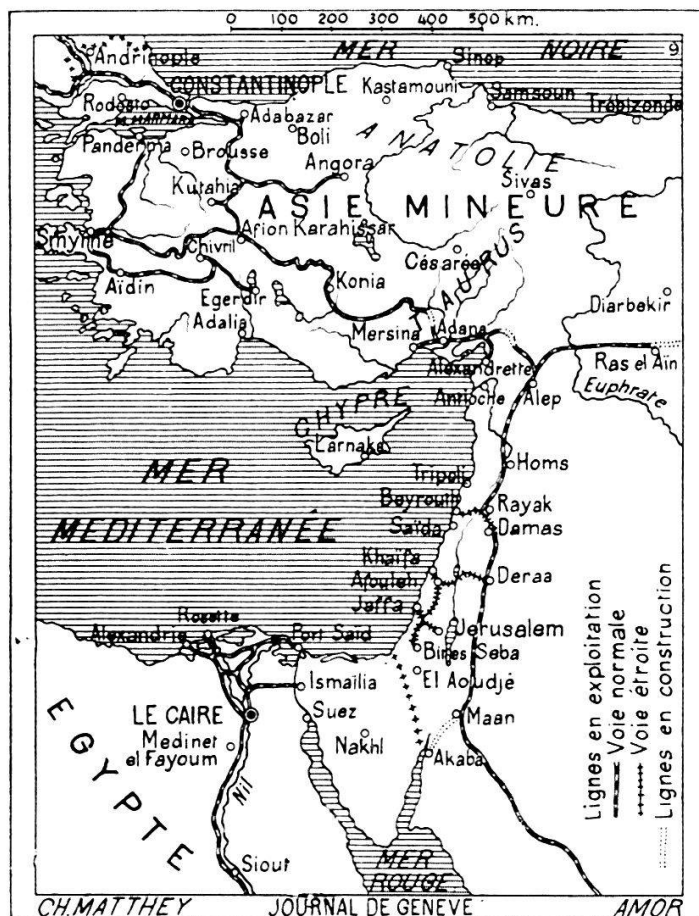 0 100 200 300 400 500 km.
MER NOIRE 9
Andrinople
Sinop
CONSTANTINOPLE
Kastamouni
Samsoun
Trébizonde
Rodosto
M. MARMARA
Adabazar
Boli
ANATOLIE
Panderma
Brousse
Angora
Sivas
Kutahia
ASIE MINEURE
Smyrne
Afion Karahissar
Chivril
Césarée
TAURUS
Aïdin
Konia
Egerdir
Diarbekir
Adalia
Mersina
Adana
Ras el Aïn
Alexandrette
Euphrate
Antioche
Alep
CHYPRE
Larnaka
MER
MEDITERRANÉE
Tripoli
Homs
Beyrouth
Rayak
Saïda
Damas
Khaïfa
Afouleh
Deraa
Jaffa
Jerusalem
Rosette
Alexandrie
Port Saïd
Bires Seba
Ismaïlia
El Aoudjé
LE CAIRE
Suez
Maan
Medinet
el Fayoum
Nakhl
Akaba
EGYPTE
Nil
Siout
MER
ROUGE
Lignes en exploitation
Voie normale
Voie étroite
Lignes en construction
CH. MATTHEY JOURNAL DE GENEVE AMOR